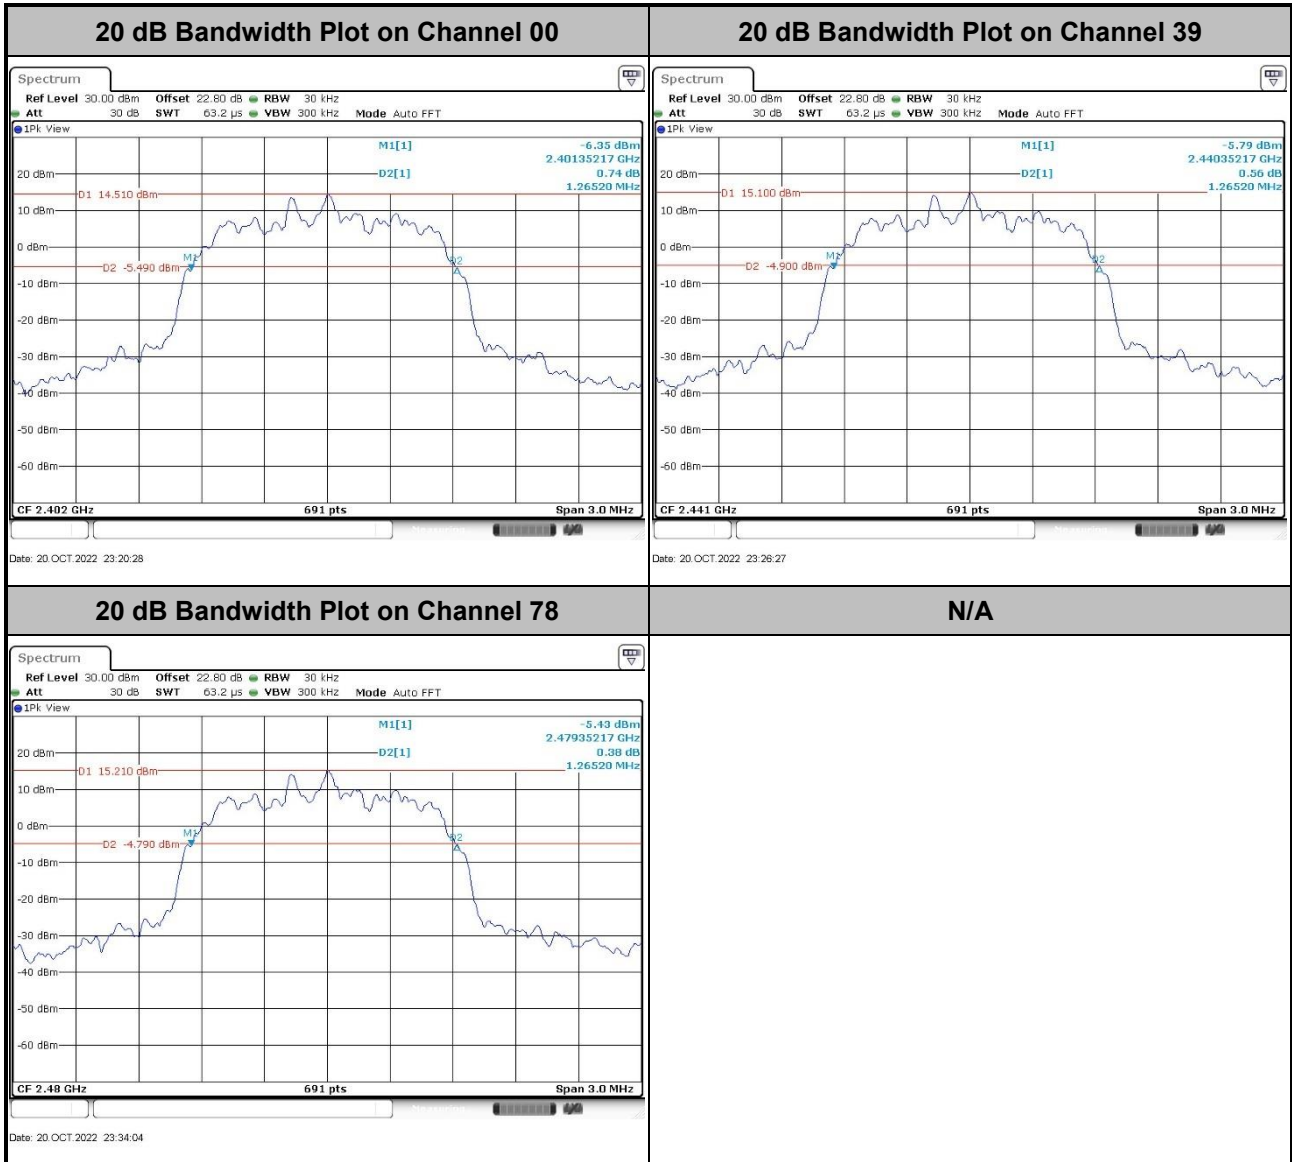 20 dB Bandwidth Plot on Channel 00
Spectrum
Ref Level 30.00 dBm Offset 22.80 dB RBW 30 kHz
Att 30 dB SWT 63.2 µs VBW 300 kHz Mode Auto FFT
1Pk View
M1[1] -6.35 dBm
2.40135217 GHz
20 dBm D2[1] 0.74 dB
1.26520 MHz
D1 14.510 dBm
10 dBm
0 dBm
M1
D2
D2 -5.490 dBm
-10 dBm
-20 dBm
-30 dBm
-40 dBm
-50 dBm
-60 dBm
CF 2.402 GHz 691 pts Span 3.0 MHz
Date: 20.OCT.2022 23:20:28
20 dB Bandwidth Plot on Channel 39
Spectrum
Ref Level 30.00 dBm Offset 22.80 dB RBW 30 kHz
Att 30 dB SWT 63.2 µs VBW 300 kHz Mode Auto FFT
1Pk View
M1[1] -5.79 dBm
2.44035217 GHz
20 dBm D2[1] 0.56 dB
1.26520 MHz
D1 15.100 dBm
10 dBm
0 dBm
M1
D2
D2 -4.900 dBm
-10 dBm
-20 dBm
-30 dBm
-40 dBm
-50 dBm
-60 dBm
CF 2.441 GHz 691 pts Span 3.0 MHz
Date: 20.OCT.2022 23:26:27
20 dB Bandwidth Plot on Channel 78
Spectrum
Ref Level 30.00 dBm Offset 22.80 dB RBW 30 kHz
Att 30 dB SWT 63.2 µs VBW 300 kHz Mode Auto FFT
1Pk View
M1[1] -5.43 dBm
2.47935217 GHz
20 dBm D2[1] 0.38 dB
1.26520 MHz
D1 15.210 dBm
10 dBm
0 dBm
M1
D2
D2 -4.790 dBm
-10 dBm
-20 dBm
-30 dBm
-40 dBm
-50 dBm
-60 dBm
CF 2.48 GHz 691 pts Span 3.0 MHz
Date: 20.OCT.2022 23:34:04
N/A